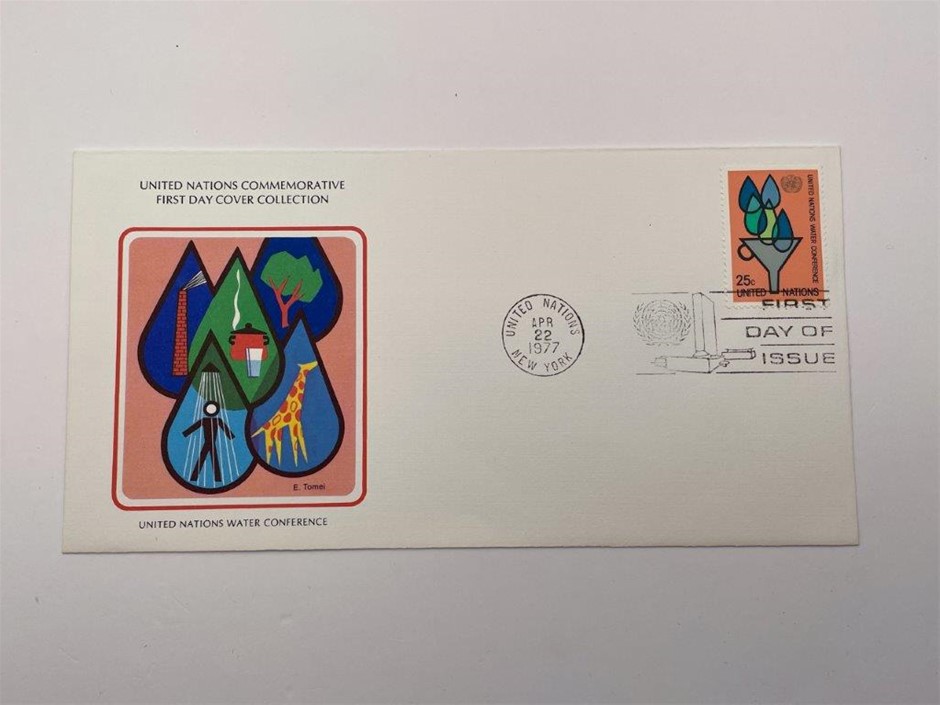 UNITED NATIONS COMMEMORATIVE
FIRST DAY COVER COLLECTION
E. Tomei
UNITED NATIONS WATER CONFERENCE
UNITED NATIONS
APR
22
1977
NEW YORK
UNITED NATIONS WATER CONFERENCE
25c
UNITED NATIONS
FIRST
DAY OF
ISSUE